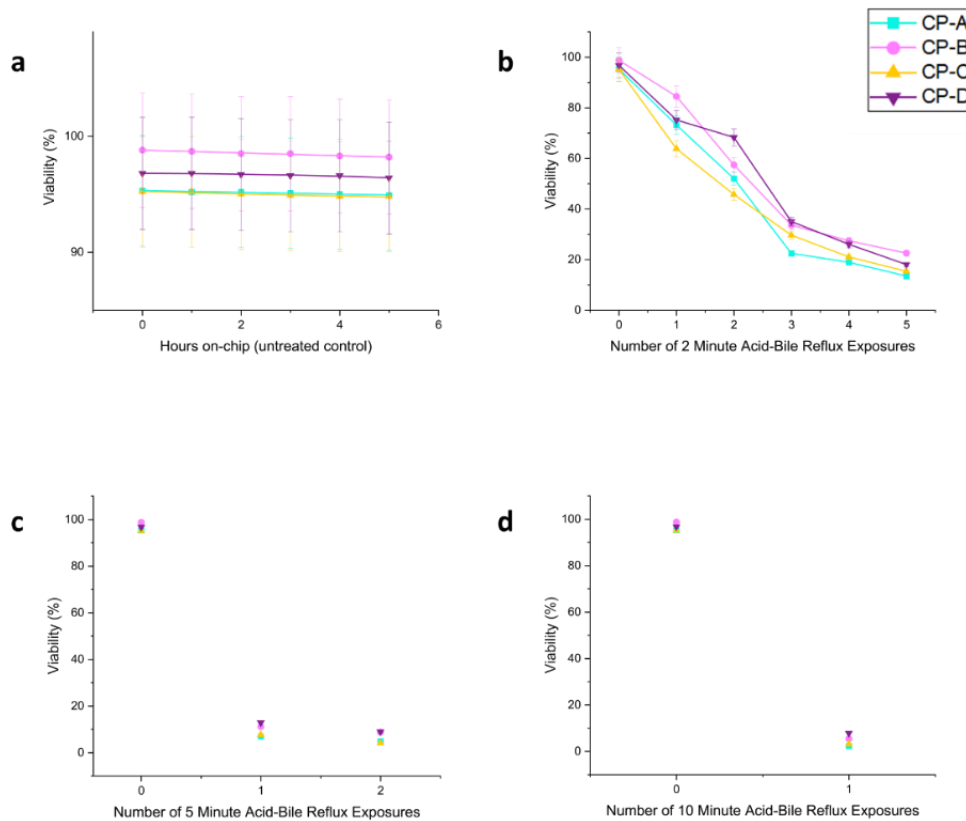 a
Viability (%)
100
90
0
2
4
6
Hours on-chip (untreated control)
b
CP-A
CP-B
CP-C
CP-D
Viability (%)
100
80
60
40
20
0
0
1
2
3
4
5
Number of 2 Minute Acid-Bile Reflux Exposures
c
Viability (%)
100
80
60
40
20
0
0
1
2
Number of 5 Minute Acid-Bile Reflux Exposures
d
Viability (%)
100
80
60
40
20
0
0
1
Number of 10 Minute Acid-Bile Reflux Exposures